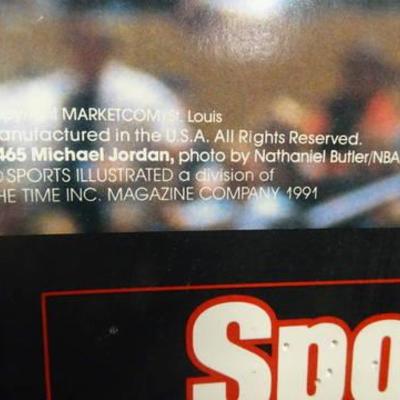 MARKETCOM/St. Louis
anufactured in the U.S.A. All Rights Reserved.
465 Michael Jordan, photo by Nathaniel Butler/NBA
© SPORTS ILLUSTRATED a division of
HE TIME INC. MAGAZINE COMPANY 1991
Spo